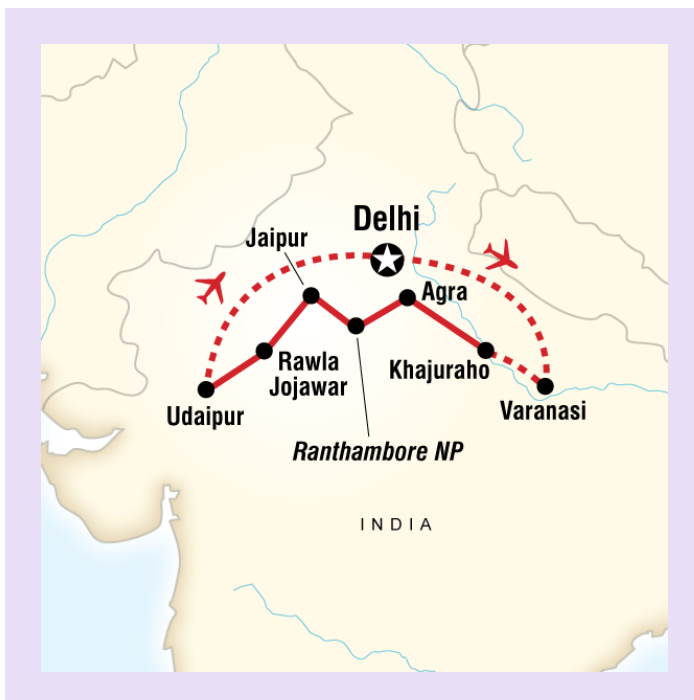 Delhi
Jaipur
Agra
Rawla
Jojawar
Khajuraho
Udaipur
Varanasi
Ranthambore NP
INDIA